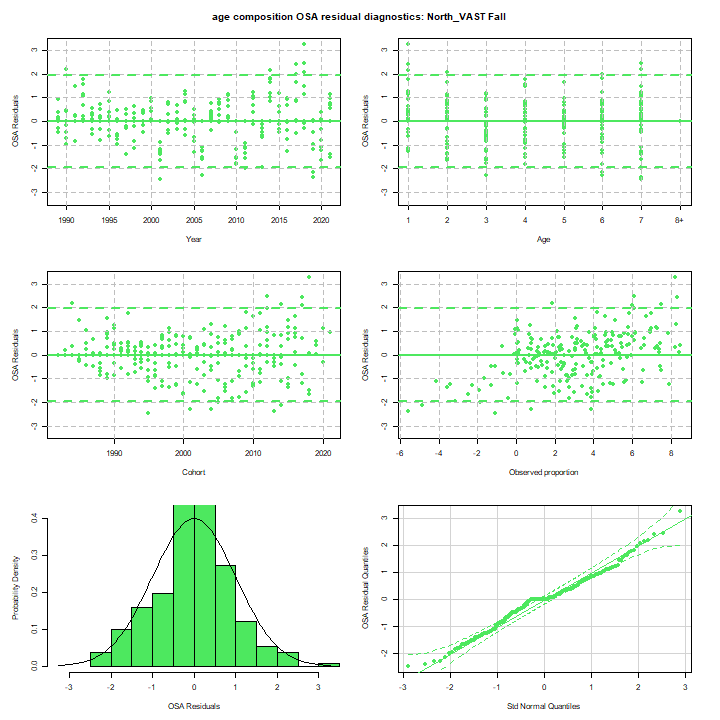 age composition OSA residual diagnostics: North_VAST Fall
OSA Residuals
3
2
1
0
-1
-2
-3
1990 1995 2000 2005 2010 2015 2020
Year
OSA Residuals
3
2
1
0
-1
-2
-3
1 2 3 4 5 6 7 8+
Age
OSA Residuals
3
2
1
0
-1
-2
-3
1990 2000 2010 2020
Cohort
OSA Residuals
3
2
1
0
-1
-2
-3
-6 -4 -2 0 2 4 6 8
Observed proportion
Probability Density
0.4
0.3
0.2
0.1
0.0
-3 -2 -1 0 1 2 3
OSA Residuals
OSA Residual Quantiles
3
2
1
0
-1
-2
-3 -2 -1 0 1 2 3
Std Normal Quantiles